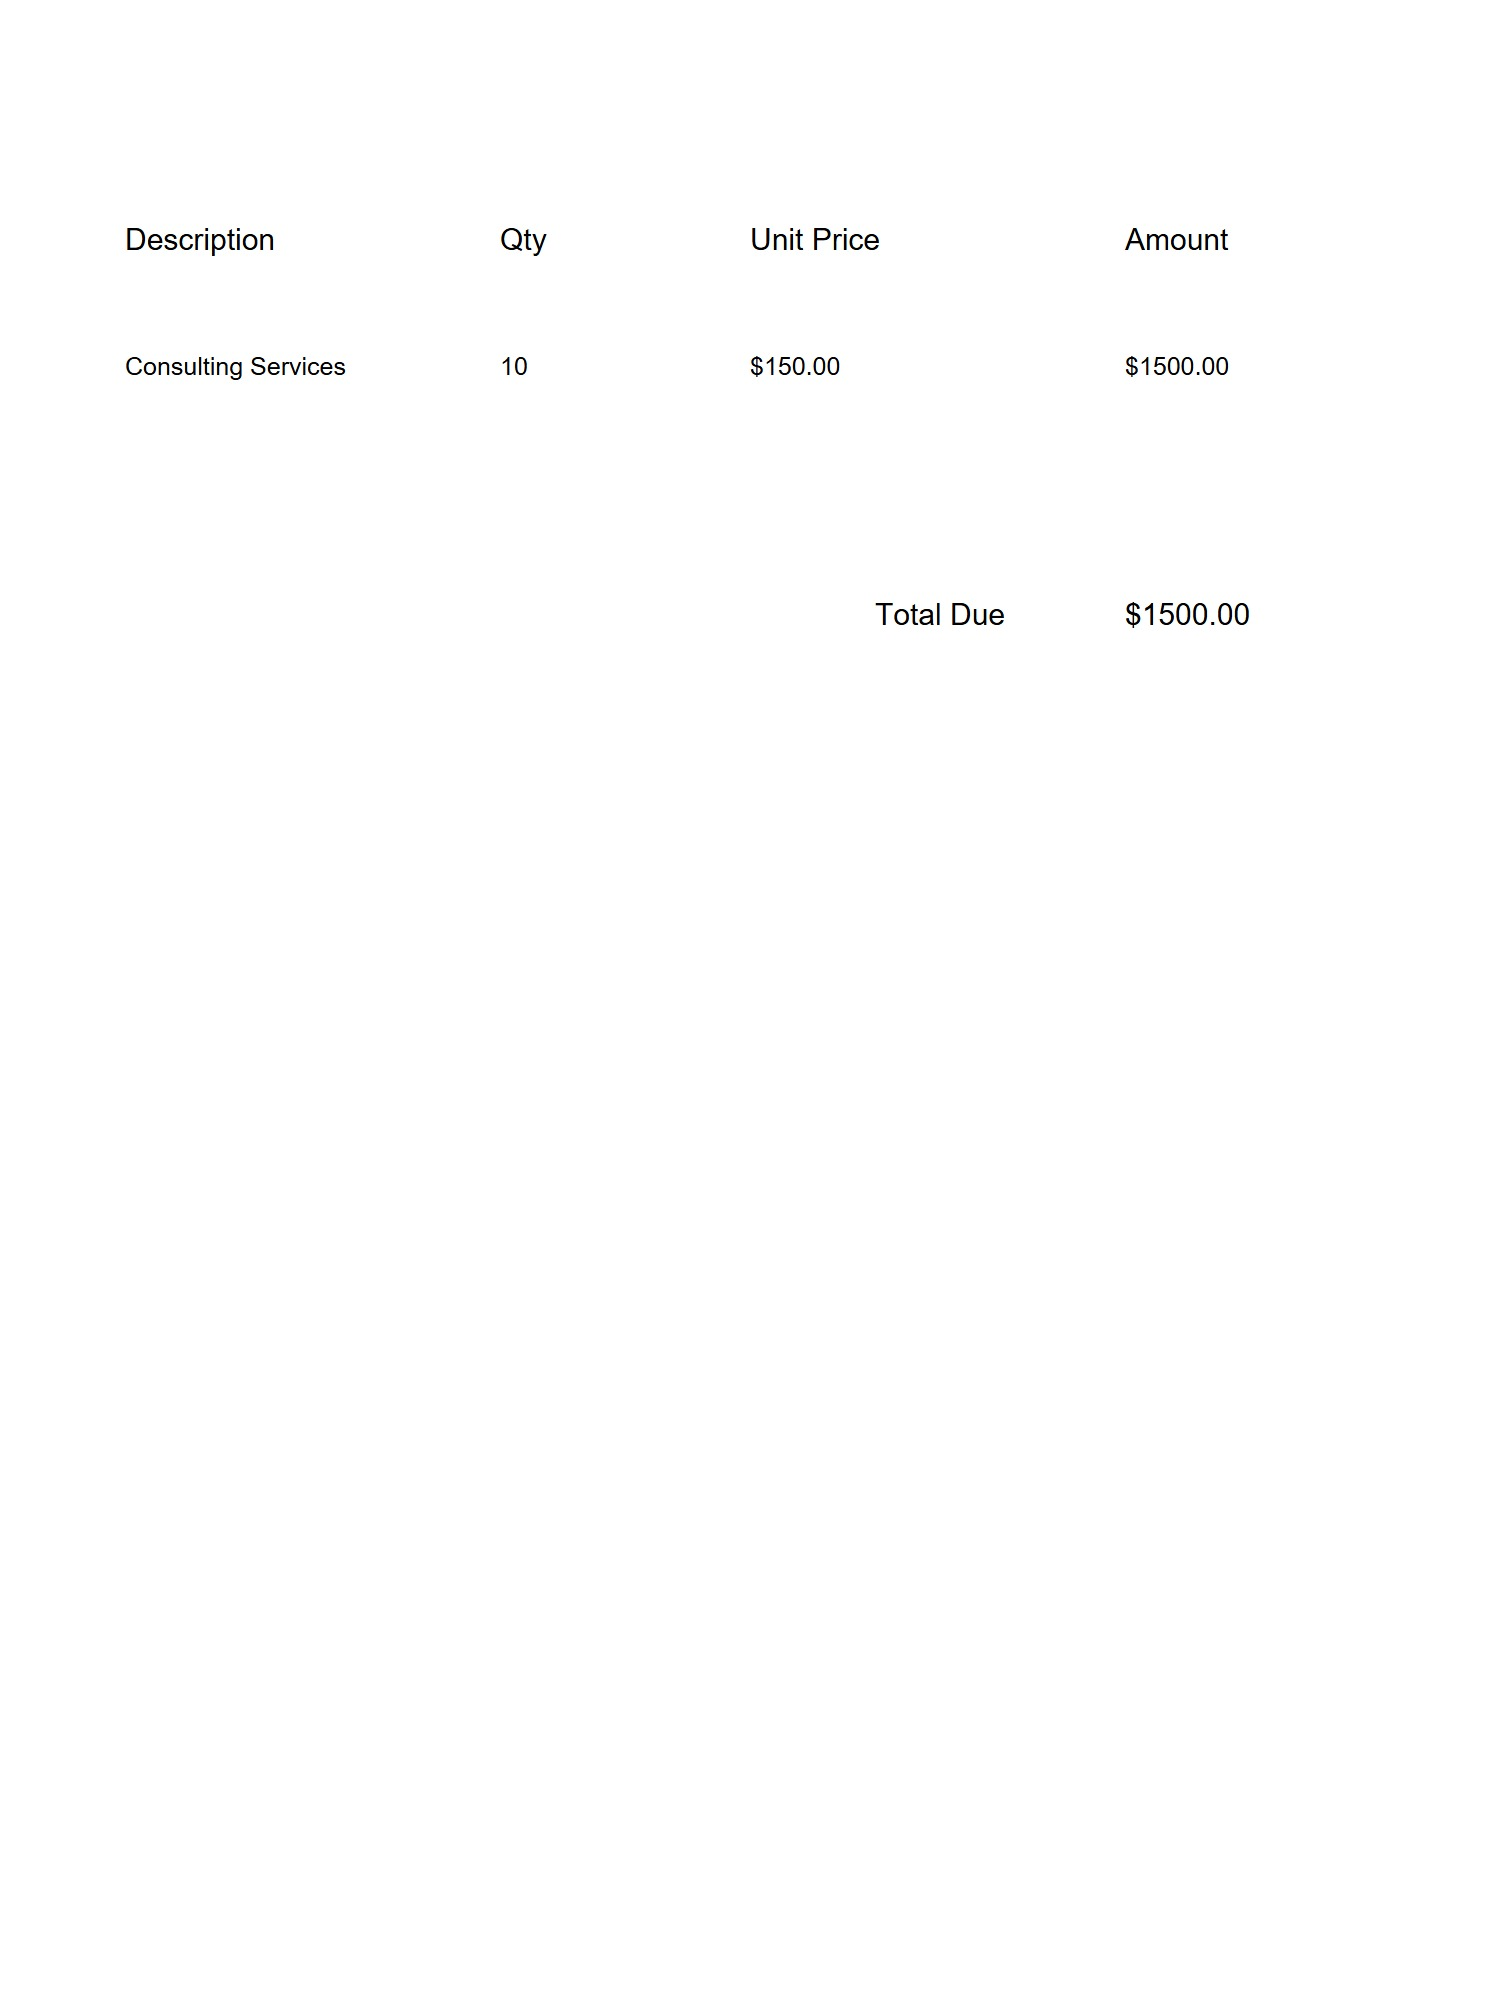 Description Qty Unit Price Amount
Consulting Services 10 $150.00 $1500.00
Total Due $1500.00